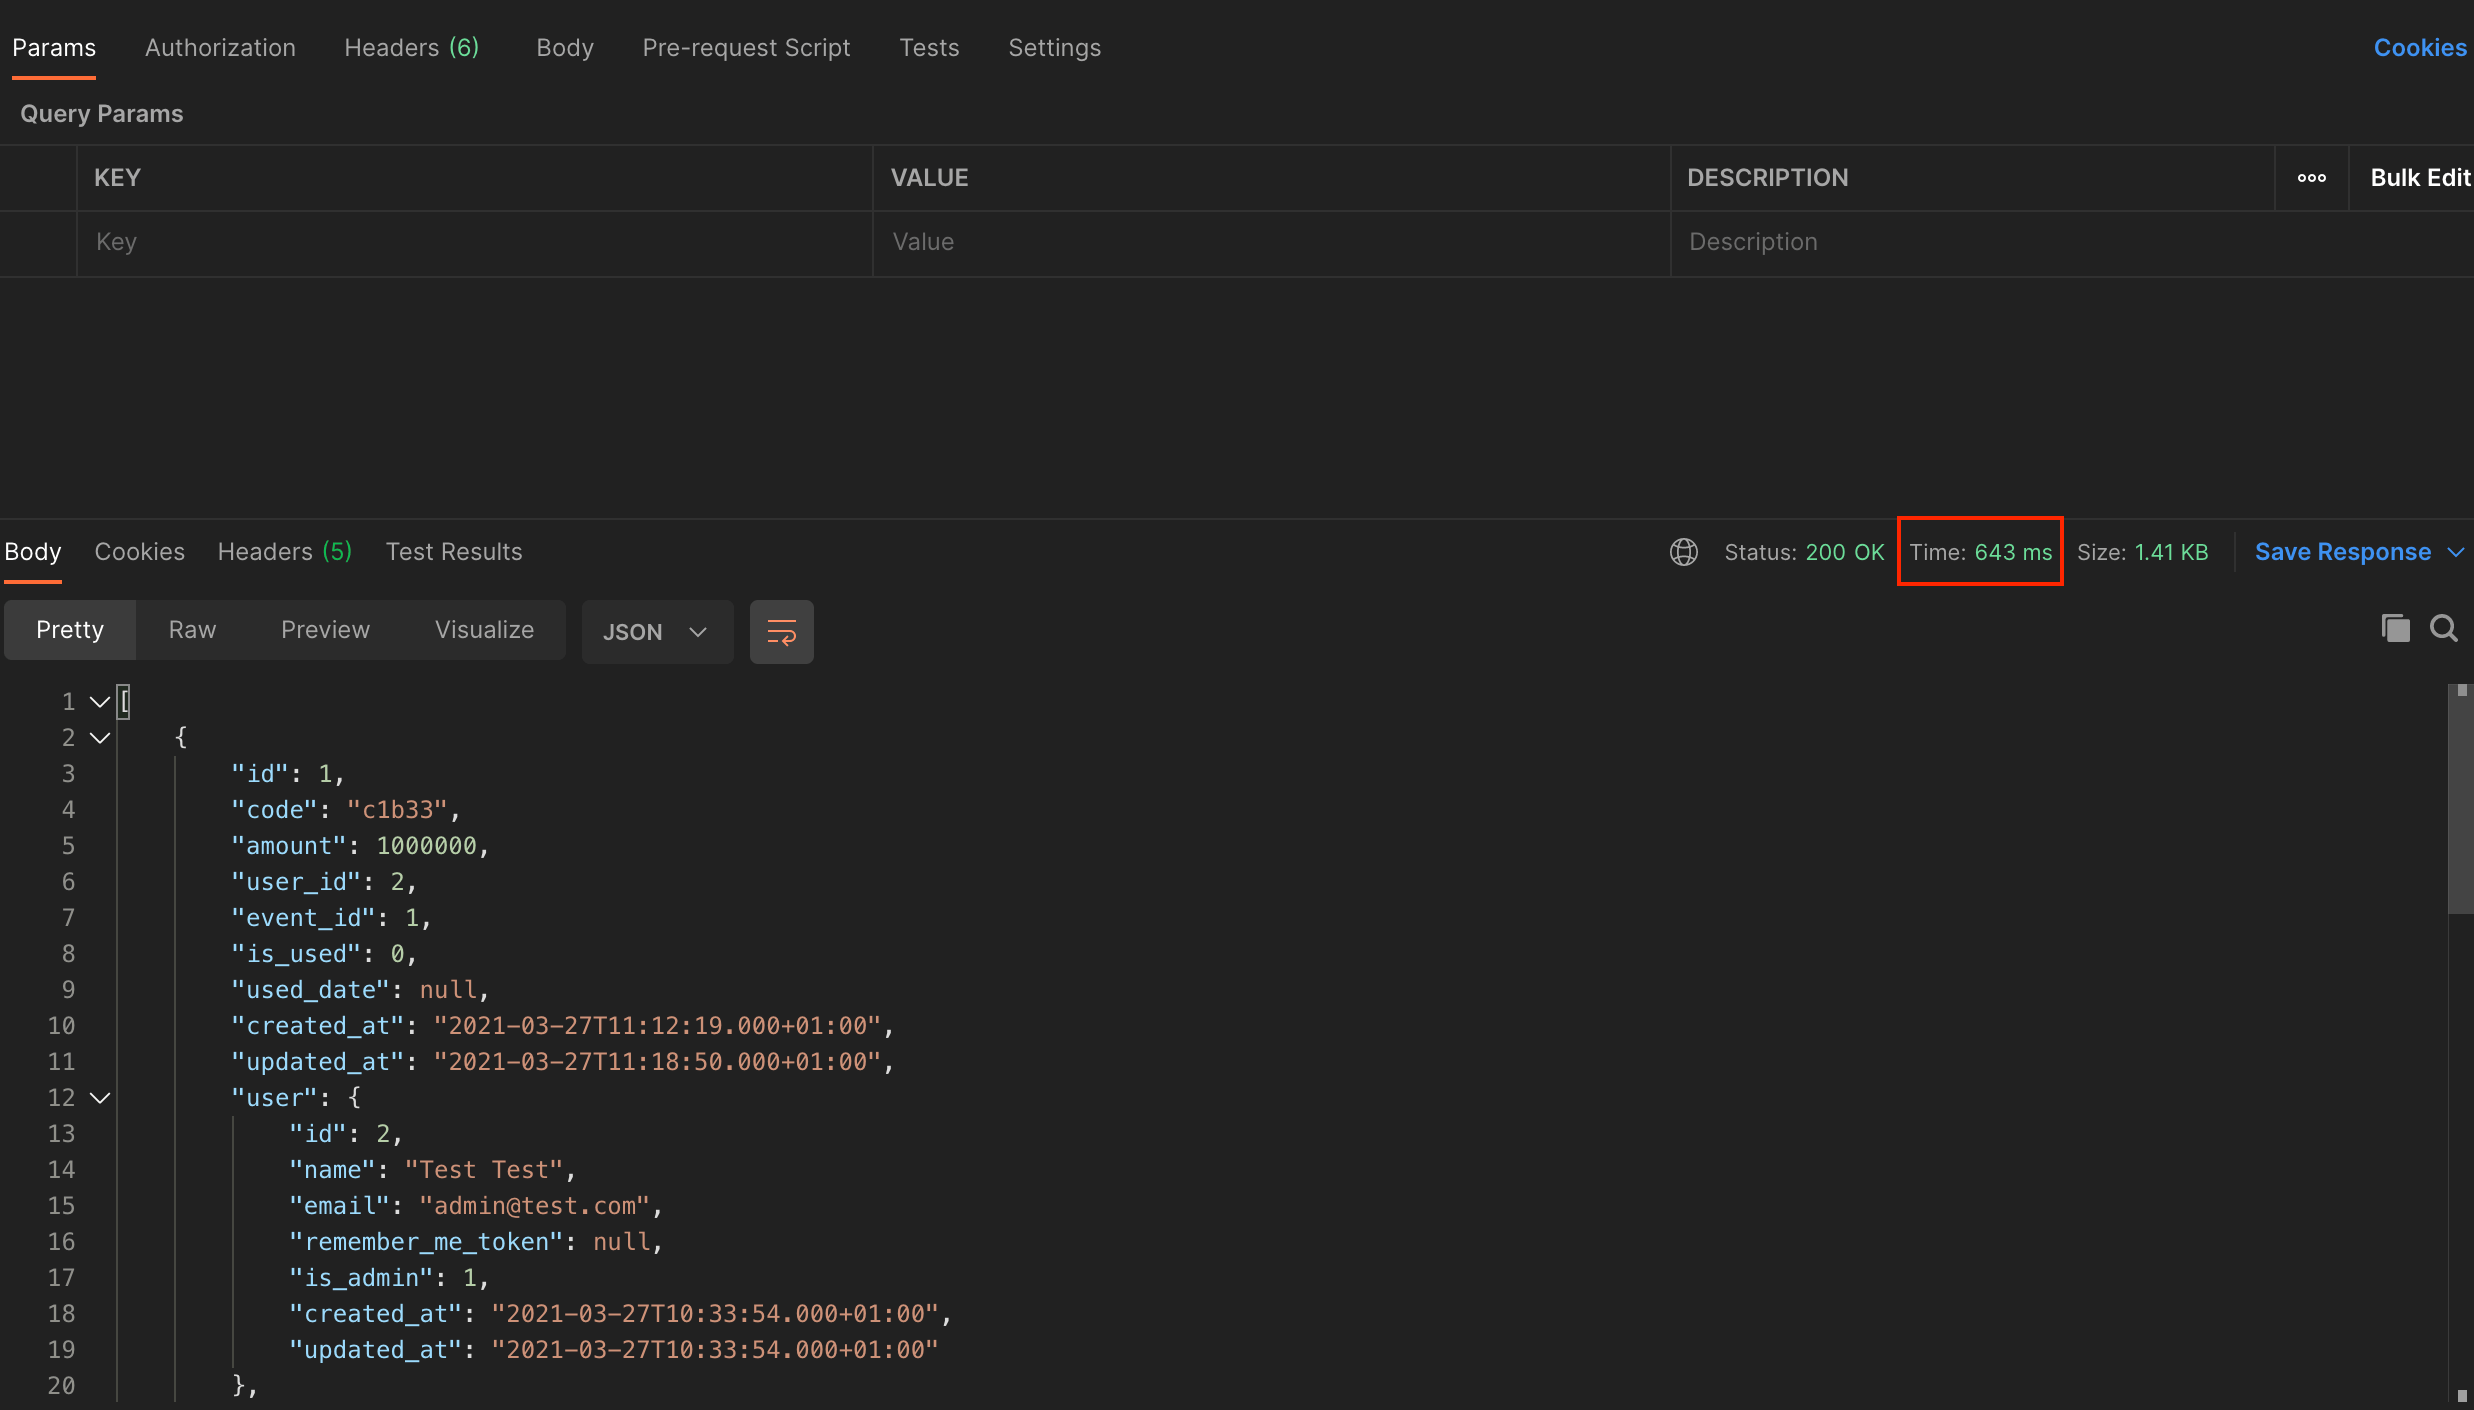 Params Authorization Headers (6) Body Pre-request Script Tests Settings Cookies
Query Params
KEY VALUE DESCRIPTION Bulk Edit
Key Value Description
Body Cookies Headers (5) Test Results Status: 200 OK Time: 643 ms Size: 1.41 KB Save Response
Pretty Raw Preview Visualize JSON
1 [
2 {
3 "id": 1,
4 "code": "c1b33",
5 "amount": 1000000,
6 "user_id": 2,
7 "event_id": 1,
8 "is_used": 0,
9 "used_date": null,
10 "created_at": "2021-03-27T11:12:19.000+01:00",
11 "updated_at": "2021-03-27T11:18:50.000+01:00",
12 "user": {
13 "id": 2,
14 "name": "Test Test",
15 "email": "admin@test.com",
16 "remember_me_token": null,
17 "is_admin": 1,
18 "created_at": "2021-03-27T10:33:54.000+01:00",
19 "updated_at": "2021-03-27T10:33:54.000+01:00"
20 },